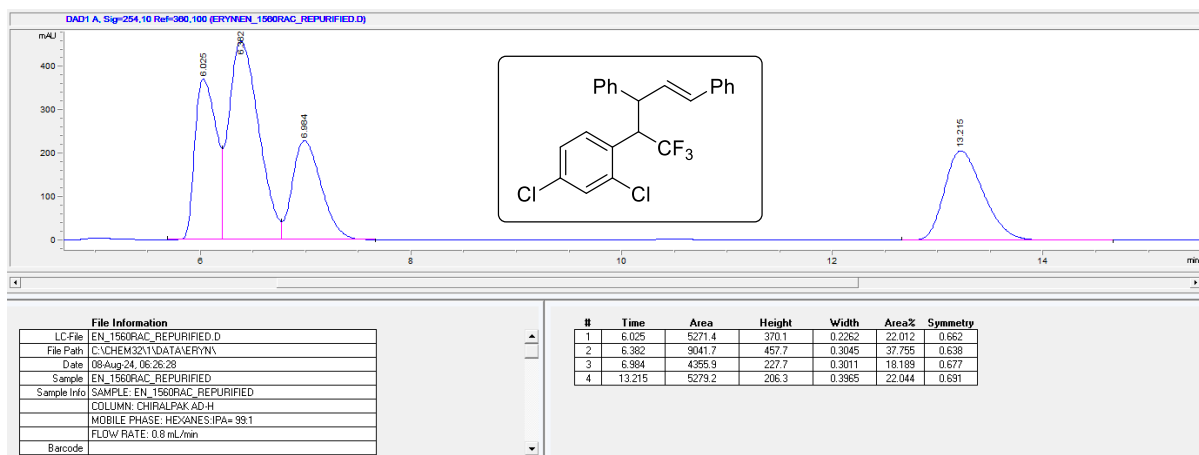 DAD1 A, Sig=254,10 Ref=360,100 (ERYN\EN_1560RAC_REPURIFIED.D)
mAU
400
300
200
100
0
6.025
6.382
6.984
13.215
Ph
Ph
CF3
Cl
Cl
6
8
10
12
14
min
File Information
LC-File EN_1560RAC_REPURIFIED.D
File Path C:\CHEM32\1\DATA\ERYN\
Date 08-Aug-24, 06:26:28
Sample EN_1560RAC_REPURIFIED
Sample Info SAMPLE: EN_1560RAC_REPURIFIED
COLUMN: CHIRALPAK AD-H
MOBILE PHASE: HEXANES:IPA= 99:1
FLOW RATE: 0.8 mL/min
Barcode
# Time Area Height Width Area% Symmetry
1 6.025 5271.4 370.1 0.2262 22.012 0.662
2 6.382 9041.7 457.7 0.3045 37.755 0.638
3 6.984 4355.9 227.7 0.3011 18.189 0.677
4 13.215 5279.2 206.3 0.3965 22.044 0.691